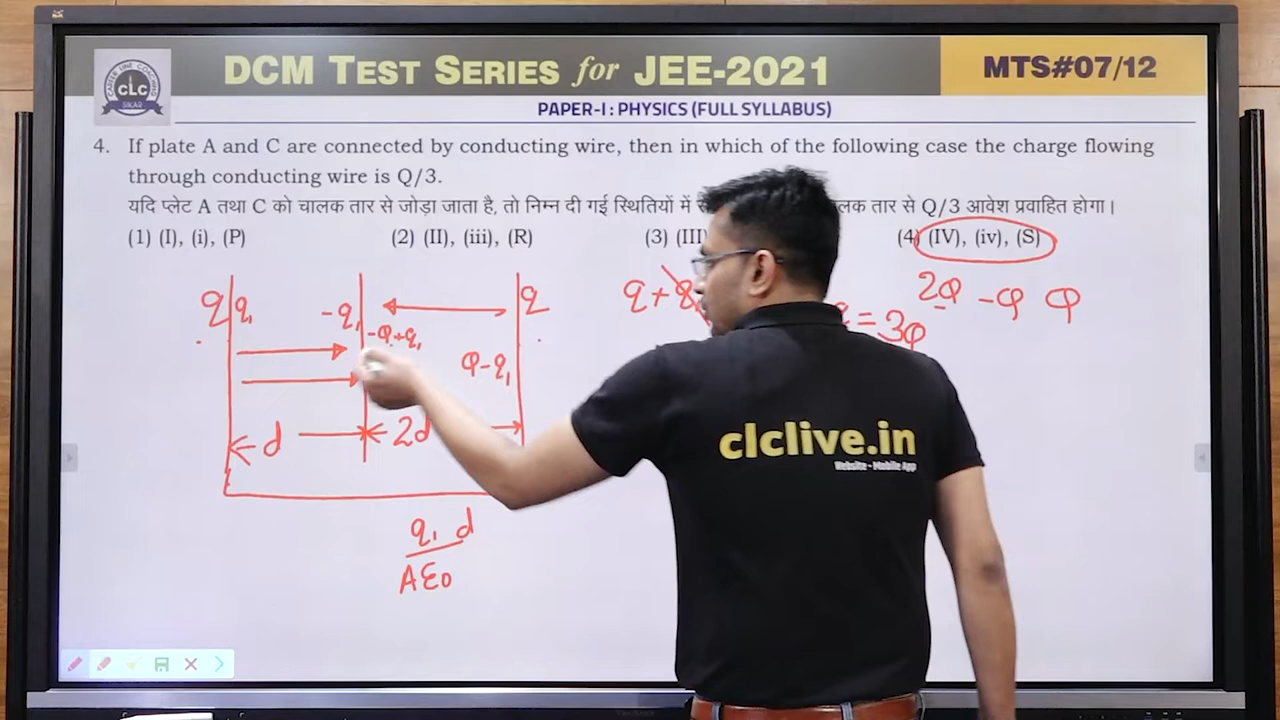 DCM TEST SERIES for JEE-2021
MTS#07/12
CLC
SIKAR
PAPER-I : PHYSICS (FULL SYLLABUS)
4. If plate A and C are connected by conducting wire, then in which of the following case the charge flowing
through conducting wire is Q/3.
यदि प्लेट A तथा C को चालक तार से जोड़ा जाता है, तो निम्न दी गई स्थितियों में लक तार से Q/3 आवेश प्रवाहित होगा।
(1) (I), (i), (P) (2) (II), (iii), (R) (3) (III) (4) (IV), (iv), (S)
q q₁ -q₁ q q + = 3Q 2Q -Q Q
-Q+q₁
Q-q₁
d 2d
q₁ d
Aε0
clclive.in
Website - Mobile App